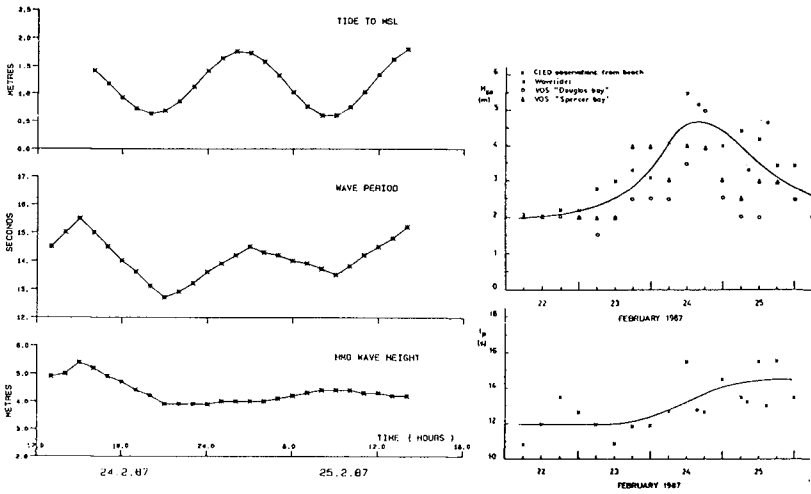 TIDE TO MSL
METRES
2.5
2.0
1.5
1.0
0.5
0.0
WAVE PERIOD
SECONDS
17.
16.
15.
14.
13.
12.
HMO WAVE HEIGHT
METRES
8.0
6.0
4.0
2.0
12.0
18.0
24.0
6.0
12.0
18.0
TIME ( HOURS )
24.2.87
25.2.87
CIED observations from beach
Waverider
VOS "Douglas bay"
VOS "Spencer bay"
(m)
6
5
4
3
2
1
0
22
23
24
25
FEBRUARY 1987
(s)
18
16
14
12
10
22
23
24
25
FEBRUARY 1987